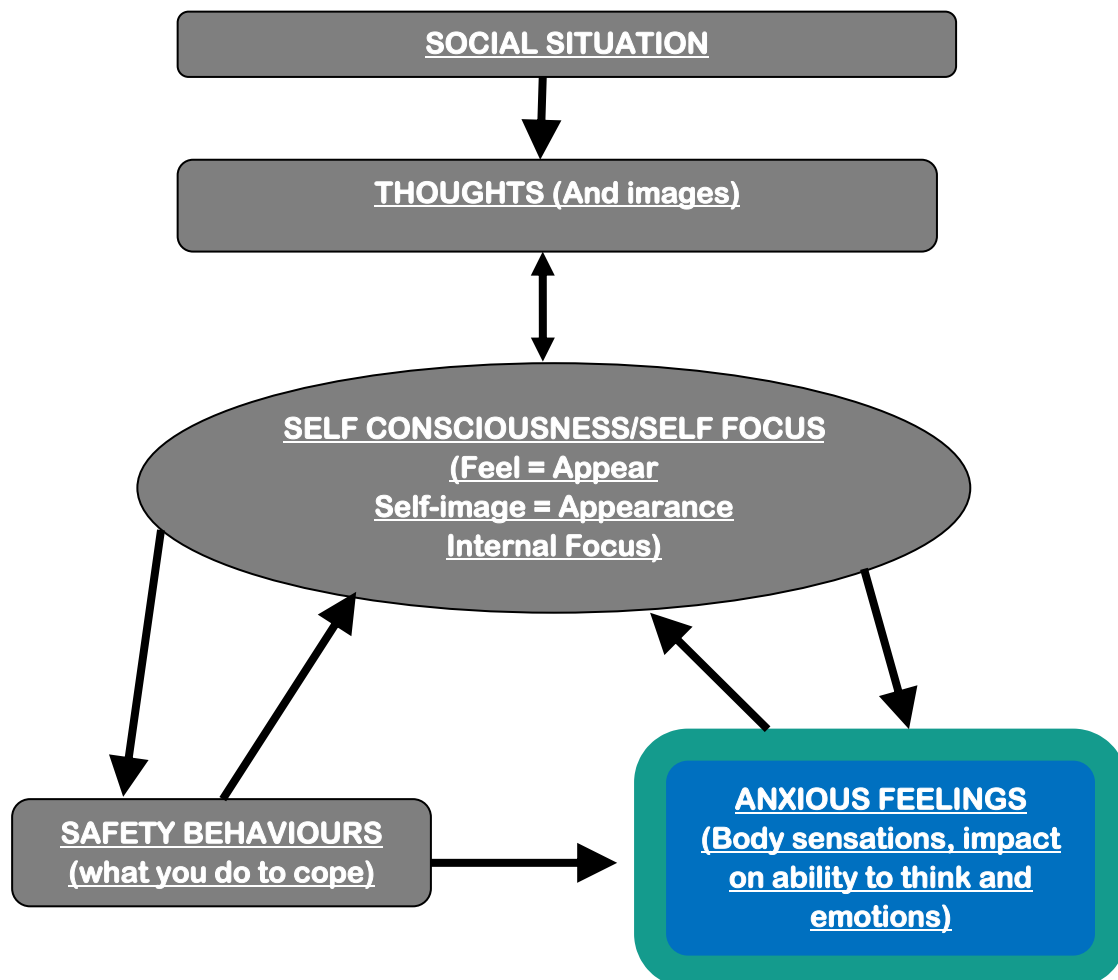 SOCIAL SITUATION
THOUGHTS (And images)
SELF CONSCIOUSNESS/SELF FOCUS
(Feel = Appear
Self-image = Appearance
Internal Focus)
SAFETY BEHAVIOURS
(what you do to cope)
ANXIOUS FEELINGS
(Body sensations, impact
on ability to think and
emotions)